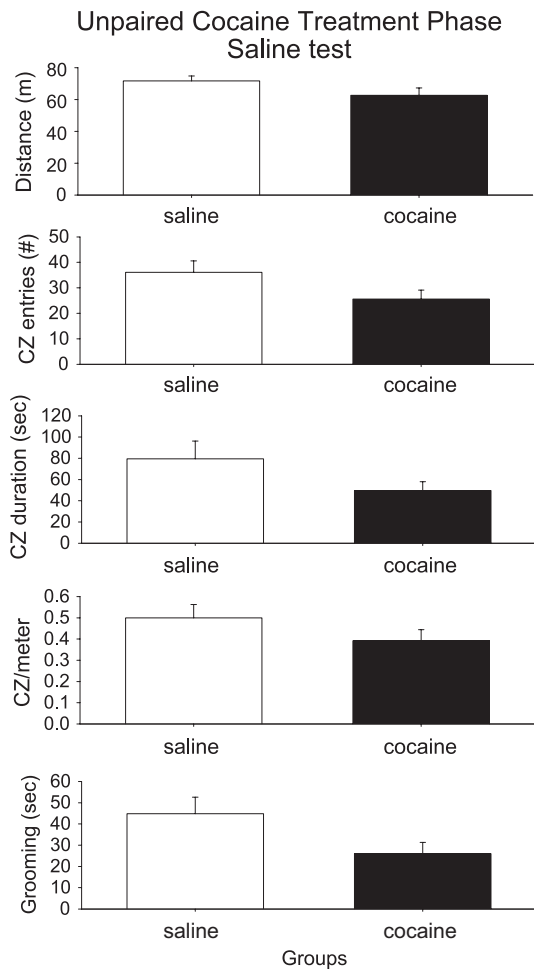 Unpaired Cocaine Treatment Phase
Saline test
Distance (m)
80
60
40
20
0
saline cocaine
CZ entries (#)
50
40
30
20
10
0
saline cocaine
CZ duration (sec)
120
100
80
60
40
20
0
saline cocaine
CZ/meter
0.6
0.5
0.4
0.3
0.2
0.1
0.0
saline cocaine
Grooming (sec)
60
50
40
30
20
10
0
saline cocaine
Groups